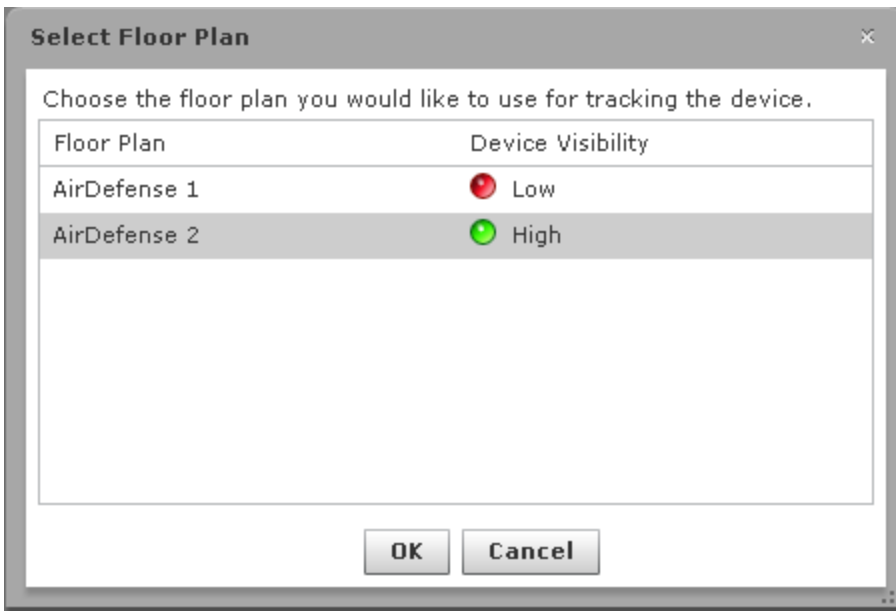 Select Floor Plan
Choose the floor plan you would like to use for tracking the device.
Floor Plan Device Visibility
AirDefense 1 Low
AirDefense 2 High
OK Cancel